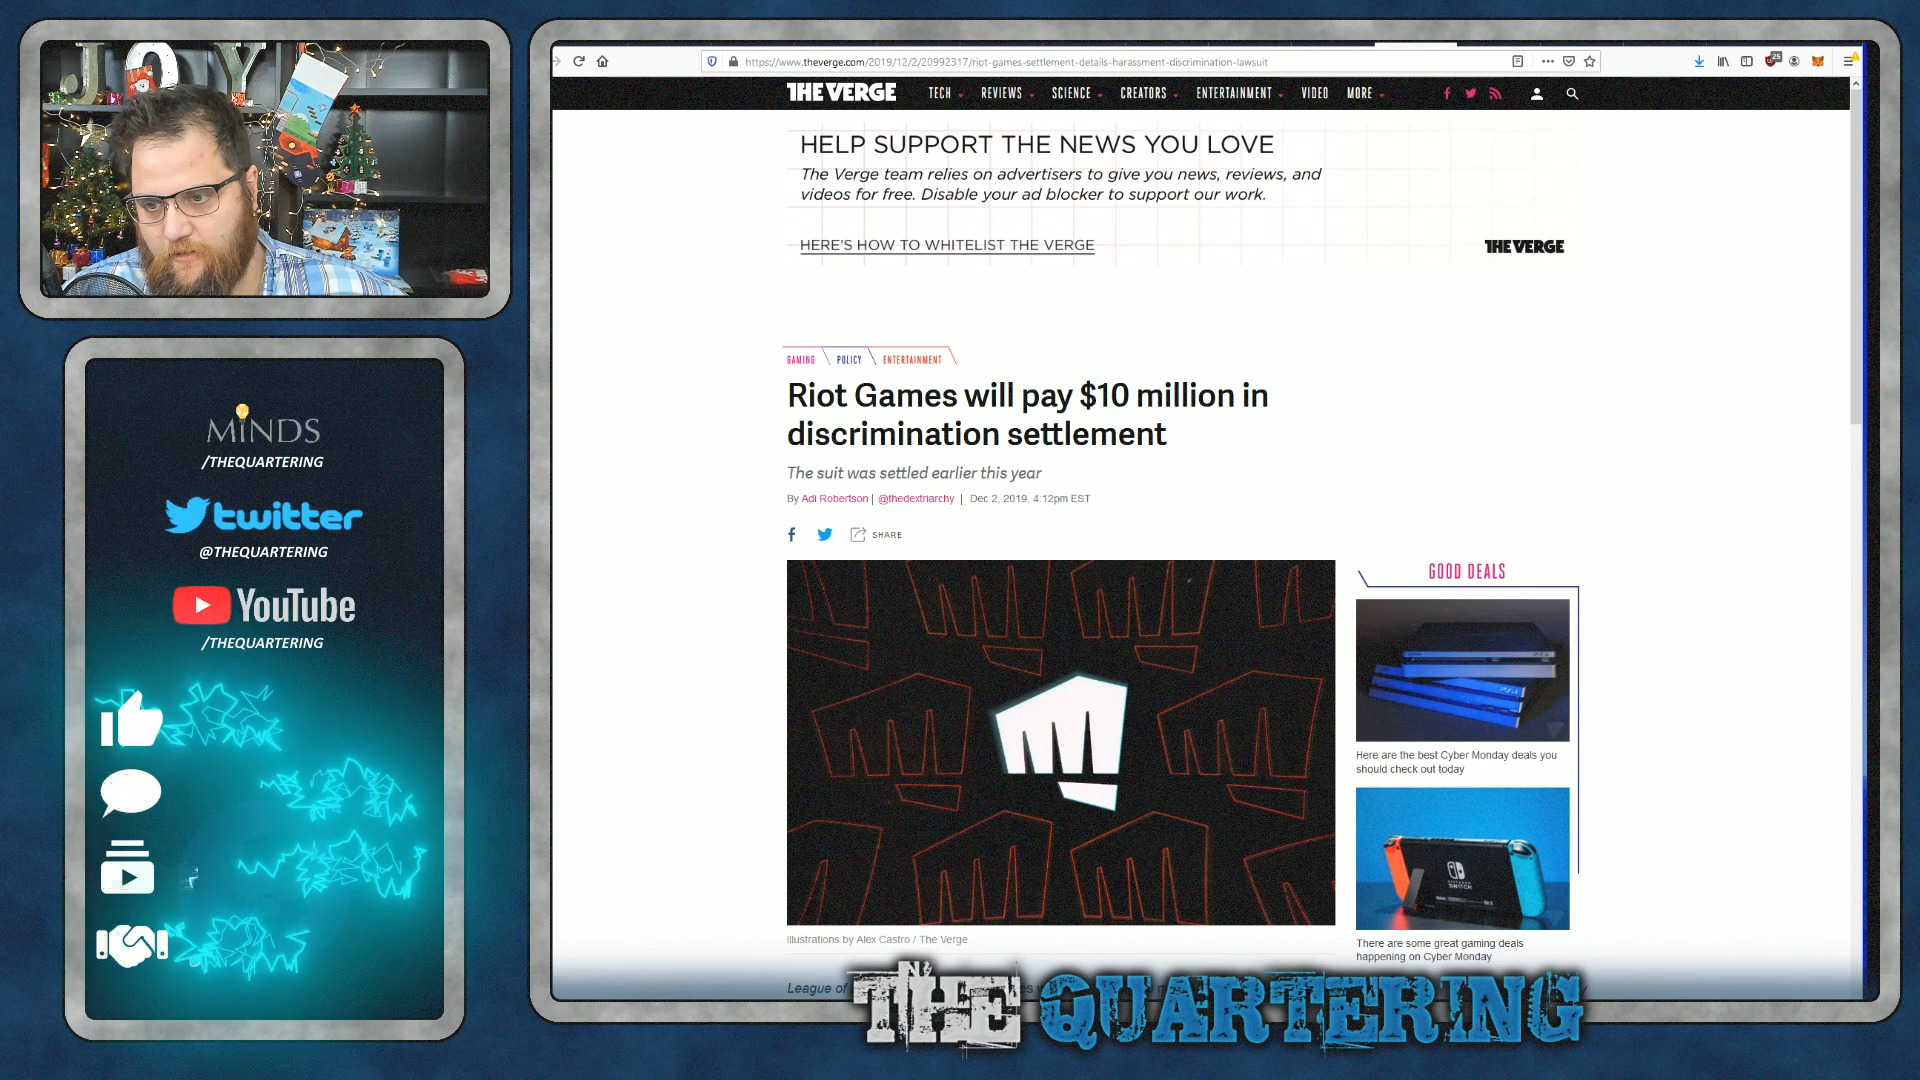 JOY
MINDS
/THEQUARTERING
twitter
@THEQUARTERING
YouTube
/THEQUARTERING
https://www.theverge.com/2019/12/2/20992317/riot-games-settlement-details-harassment-discrimination-lawsuit
25
THE VERGE
TECH REVIEWS SCIENCE CREATORS ENTERTAINMENT VIDEO MORE
HELP SUPPORT THE NEWS YOU LOVE
The Verge team relies on advertisers to give you news, reviews, and
videos for free. Disable your ad blocker to support our work.
HERE'S HOW TO WHITELIST THE VERGE
THE VERGE
GAMING POLICY ENTERTAINMENT
Riot Games will pay $10 million in
discrimination settlement
The suit was settled earlier this year
By Adi Robertson | @thedextriarchy | Dec 2, 2019, 4:12pm EST
SHARE
GOOD DEALS
Here are the best Cyber Monday deals you
should check out today
NINTENDO
SWITCH
There are some great gaming deals
happening on Cyber Monday
Illustrations by Alex Castro / The Verge
League of
THE QUARTERING